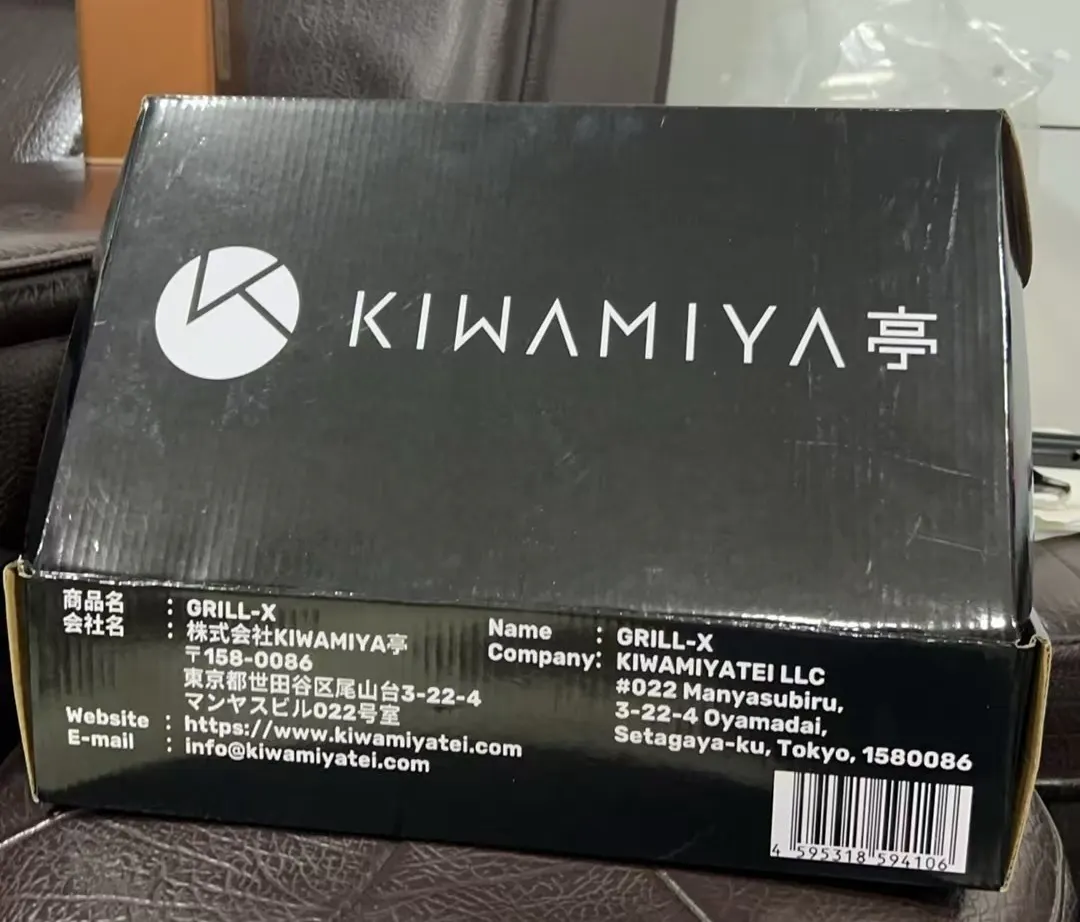 KIWAMIYA亭
商品名 : GRILL-X
会社名 : 株式会社KIWAMIYA亭
〒158-0086
東京都世田谷区尾山台3-22-4
マンヤスビル022号室
Website : https://www.kiwamiyatei.com
E-mail : info@kiwamiyatei.com
Name : GRILL-X
Company: KIWAMIYATEI LLC
#022 Manyasubiru,
3-22-4 Oyamadai,
Setagaya-ku, Tokyo, 1580086
4 595318 594106